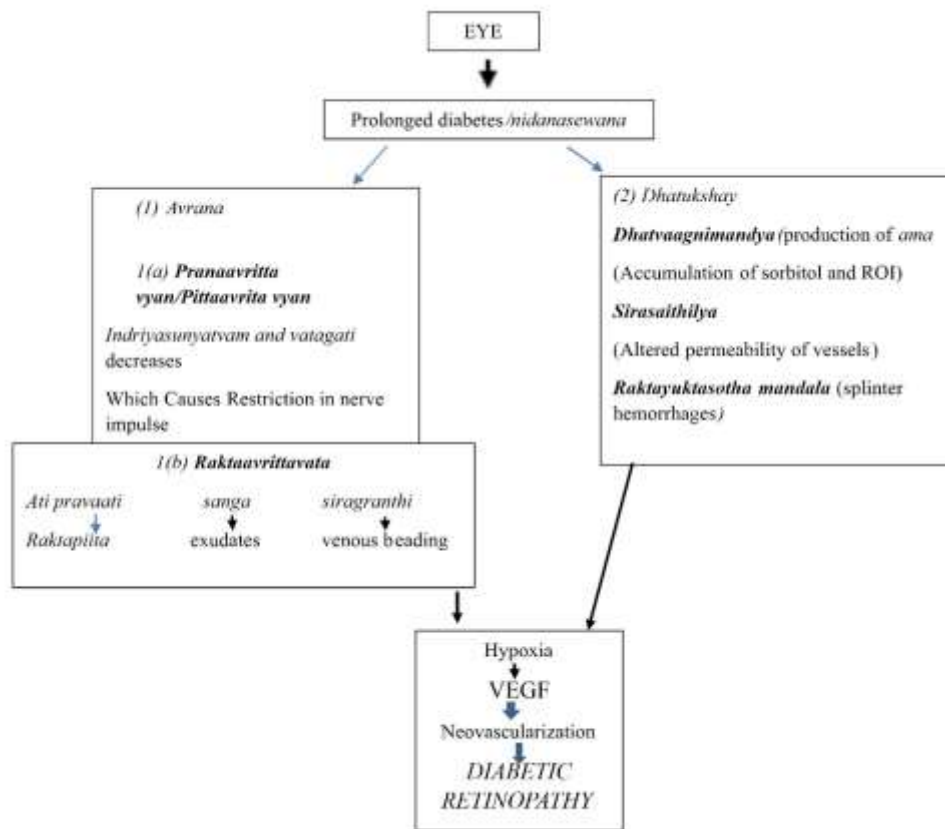 EYE
Prolonged diabetes/nidanasewana
(1) Avrana
1(a) Pranaavritta
vyan/Pittaavrita vyan
Indriyasunyatvam and vatagati
decreases
Which Causes Restriction in nerve
impulse
1(b) Raktaavrittavata
Ati pravaati sanga siragranthi
Raktapiita exudates venous beading
(2) Dhatukshay
Dhatvaagnimandya(production of ama
(Accumulation of sorbitol and ROI)
Sirasaithilya
(Altered permeability of vessels)
Raktayuktasotha mandala (splinter
hemorrhages)
Hypoxia
VEGF
Neovascularization
DIABETIC
RETINOPATHY